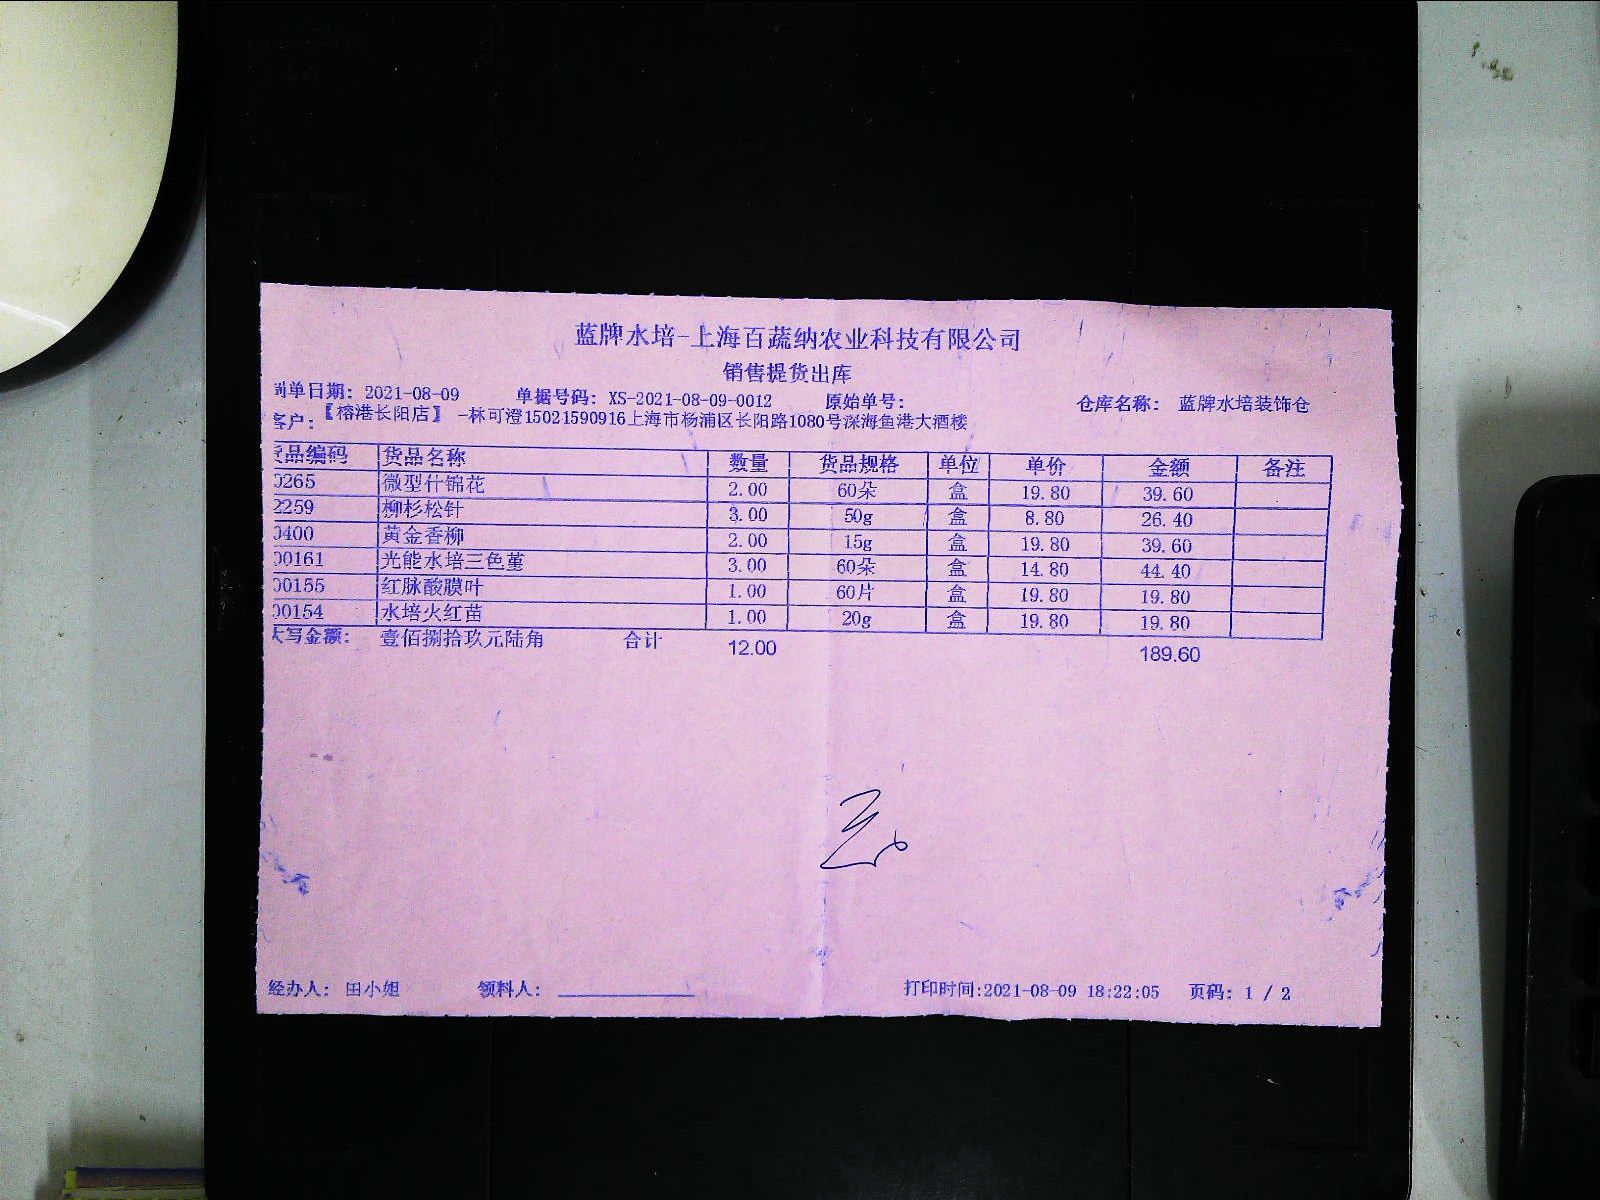 蓝牌水培-上海百蔬纳农业科技有限公司
销售提货出库
制单日期: 2021-08-09 单据号码: XS-2021-08-09-0012 原始单号: 仓库名称: 蓝牌水培装饰仓
客户: 【榕港长阳店】 -林可澄15021590916上海市杨浦区长阳路1080号深海鱼港大酒楼
货品编码 货品名称 数量 货品规格 单位 单价 金额 备注
0265 微型什锦花 2.00 60朵 盒 19.80 39.60
2259 柳杉松针 3.00 50g 盒 8.80 26.40
0400 黄金香柳 2.00 15g 盒 19.80 39.60
00161 光能水培三色堇 3.00 60朵 盒 14.80 44.40
00155 红脉酸膜叶 1.00 60片 盒 19.80 19.80
00154 水培火红苗 1.00 20g 盒 19.80 19.80
大写金额: 壹佰捌拾玖元陆角 合计 12.00 189.60
经办人: 田小姐 领料人: 打印时间:2021-08-09 18:22:05 页码: 1 / 2